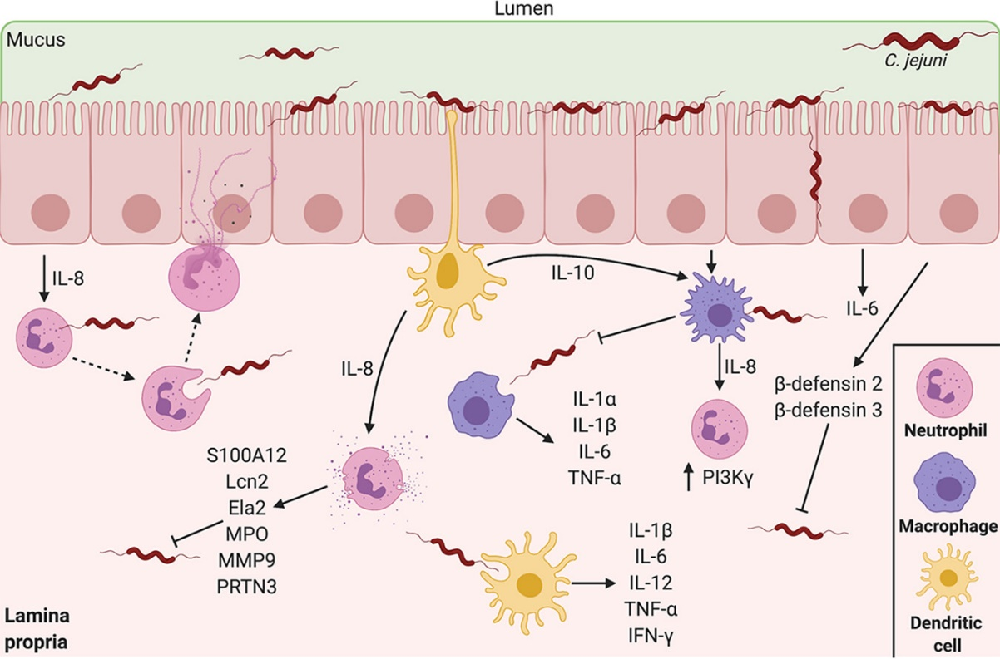 Lumen
Mucus
C. jejuni
IL-8
IL-10
IL-6
IL-8
IL-8
β-defensin 2
β-defensin 3
IL-1α
IL-1β
IL-6
TNF-α
PI3Kγ
S100A12
Lcn2
Ela2
MPO
MMP9
PRTN3
IL-1β
IL-6
IL-12
TNF-α
IFN-γ
Neutrophil
Macrophage
Dendritic
cell
Lamina
propria